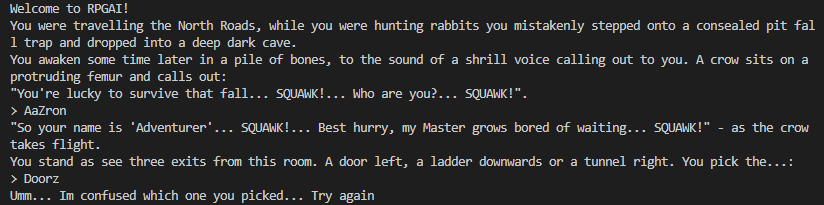 Welcome to RPGAI!
You were travelling the North Roads, while you were hunting rabbits you mistakenly stepped onto a consealed pit fal
l trap and dropped into a deep dark cave.
You awaken some time later in a pile of bones, to the sound of a shrill voice calling out to you. A crow sits on a
protruding femur and calls out:
"You're lucky to survive that fall... SQUAWK!... Who are you?... SQUAWK!".
> AaZron
"So your name is 'Adventurer'... SQUAWK!... Best hurry, my Master grows bored of waiting... SQUAWK!" - as the crow
takes flight.
You stand as see three exits from this room. A door left, a ladder downwards or a tunnel right. You pick the...:
> Doorz
Umm... Im confused which one you picked... Try again